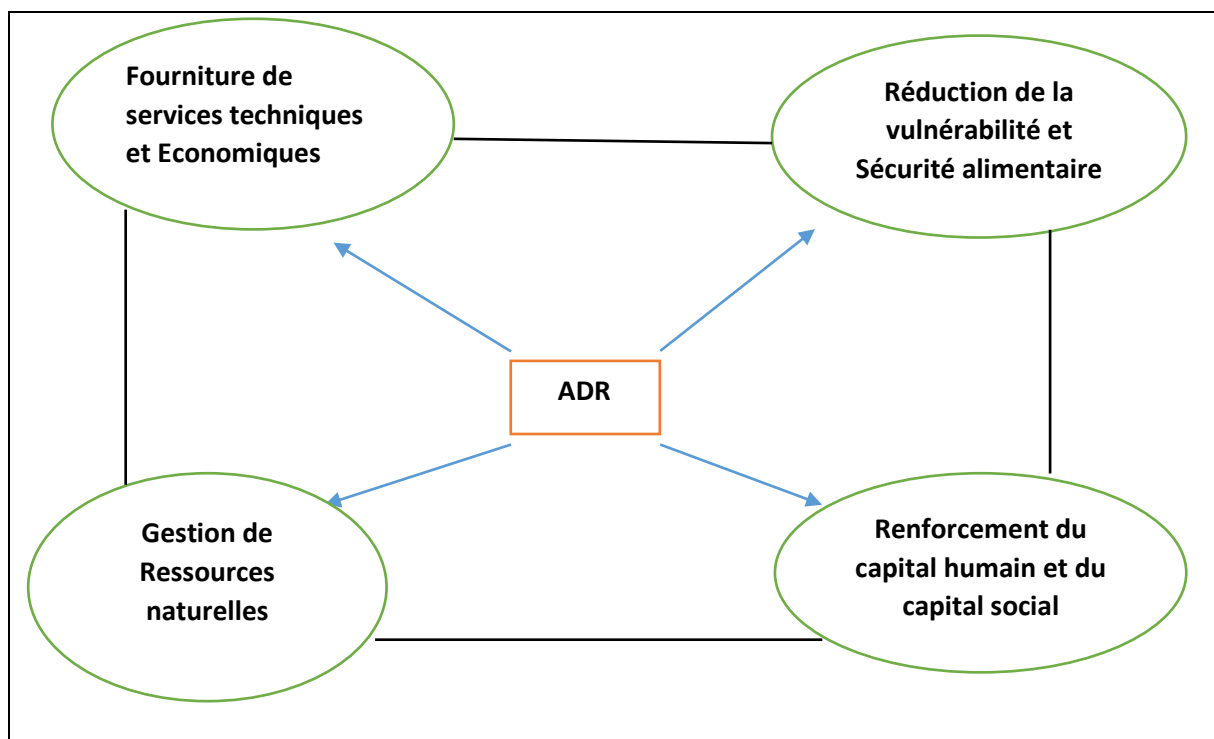 Fourniture de
services techniques
et Economiques
Réduction de la
vulnérabilité et
Sécurité alimentaire
ADR
Gestion de
Ressources
naturelles
Renforcement du
capital humain et du
capital social